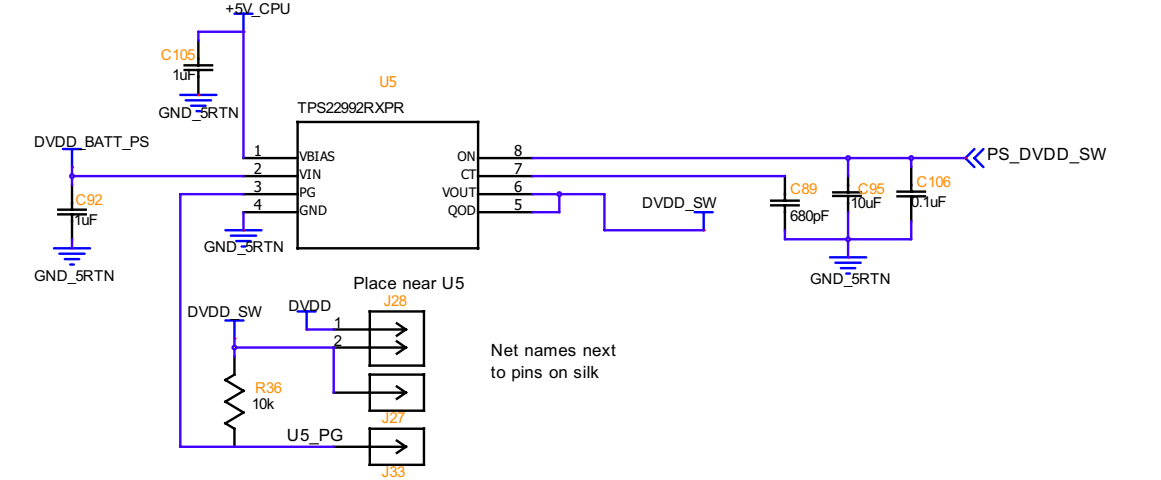 +5V_CPU
C105
1uF
GND_5RTN
U5
TPS22992RXPR
DVDD_BATT_PS
1 VBIAS ON 8
2 VIN CT 7
3 PG VOUT 6
4 GND QOD 5
PS_DVDD_SW
C92
1uF
GND_5RTN
GND_5RTN
DVDD_SW
C89
680pF
C95
10uF
C106
0.1uF
GND_5RTN
Place near U5
J28
DVDD_SW
DVDD
1
2
Net names next
to pins on silk
R36
10k
J27
U5_PG
J33